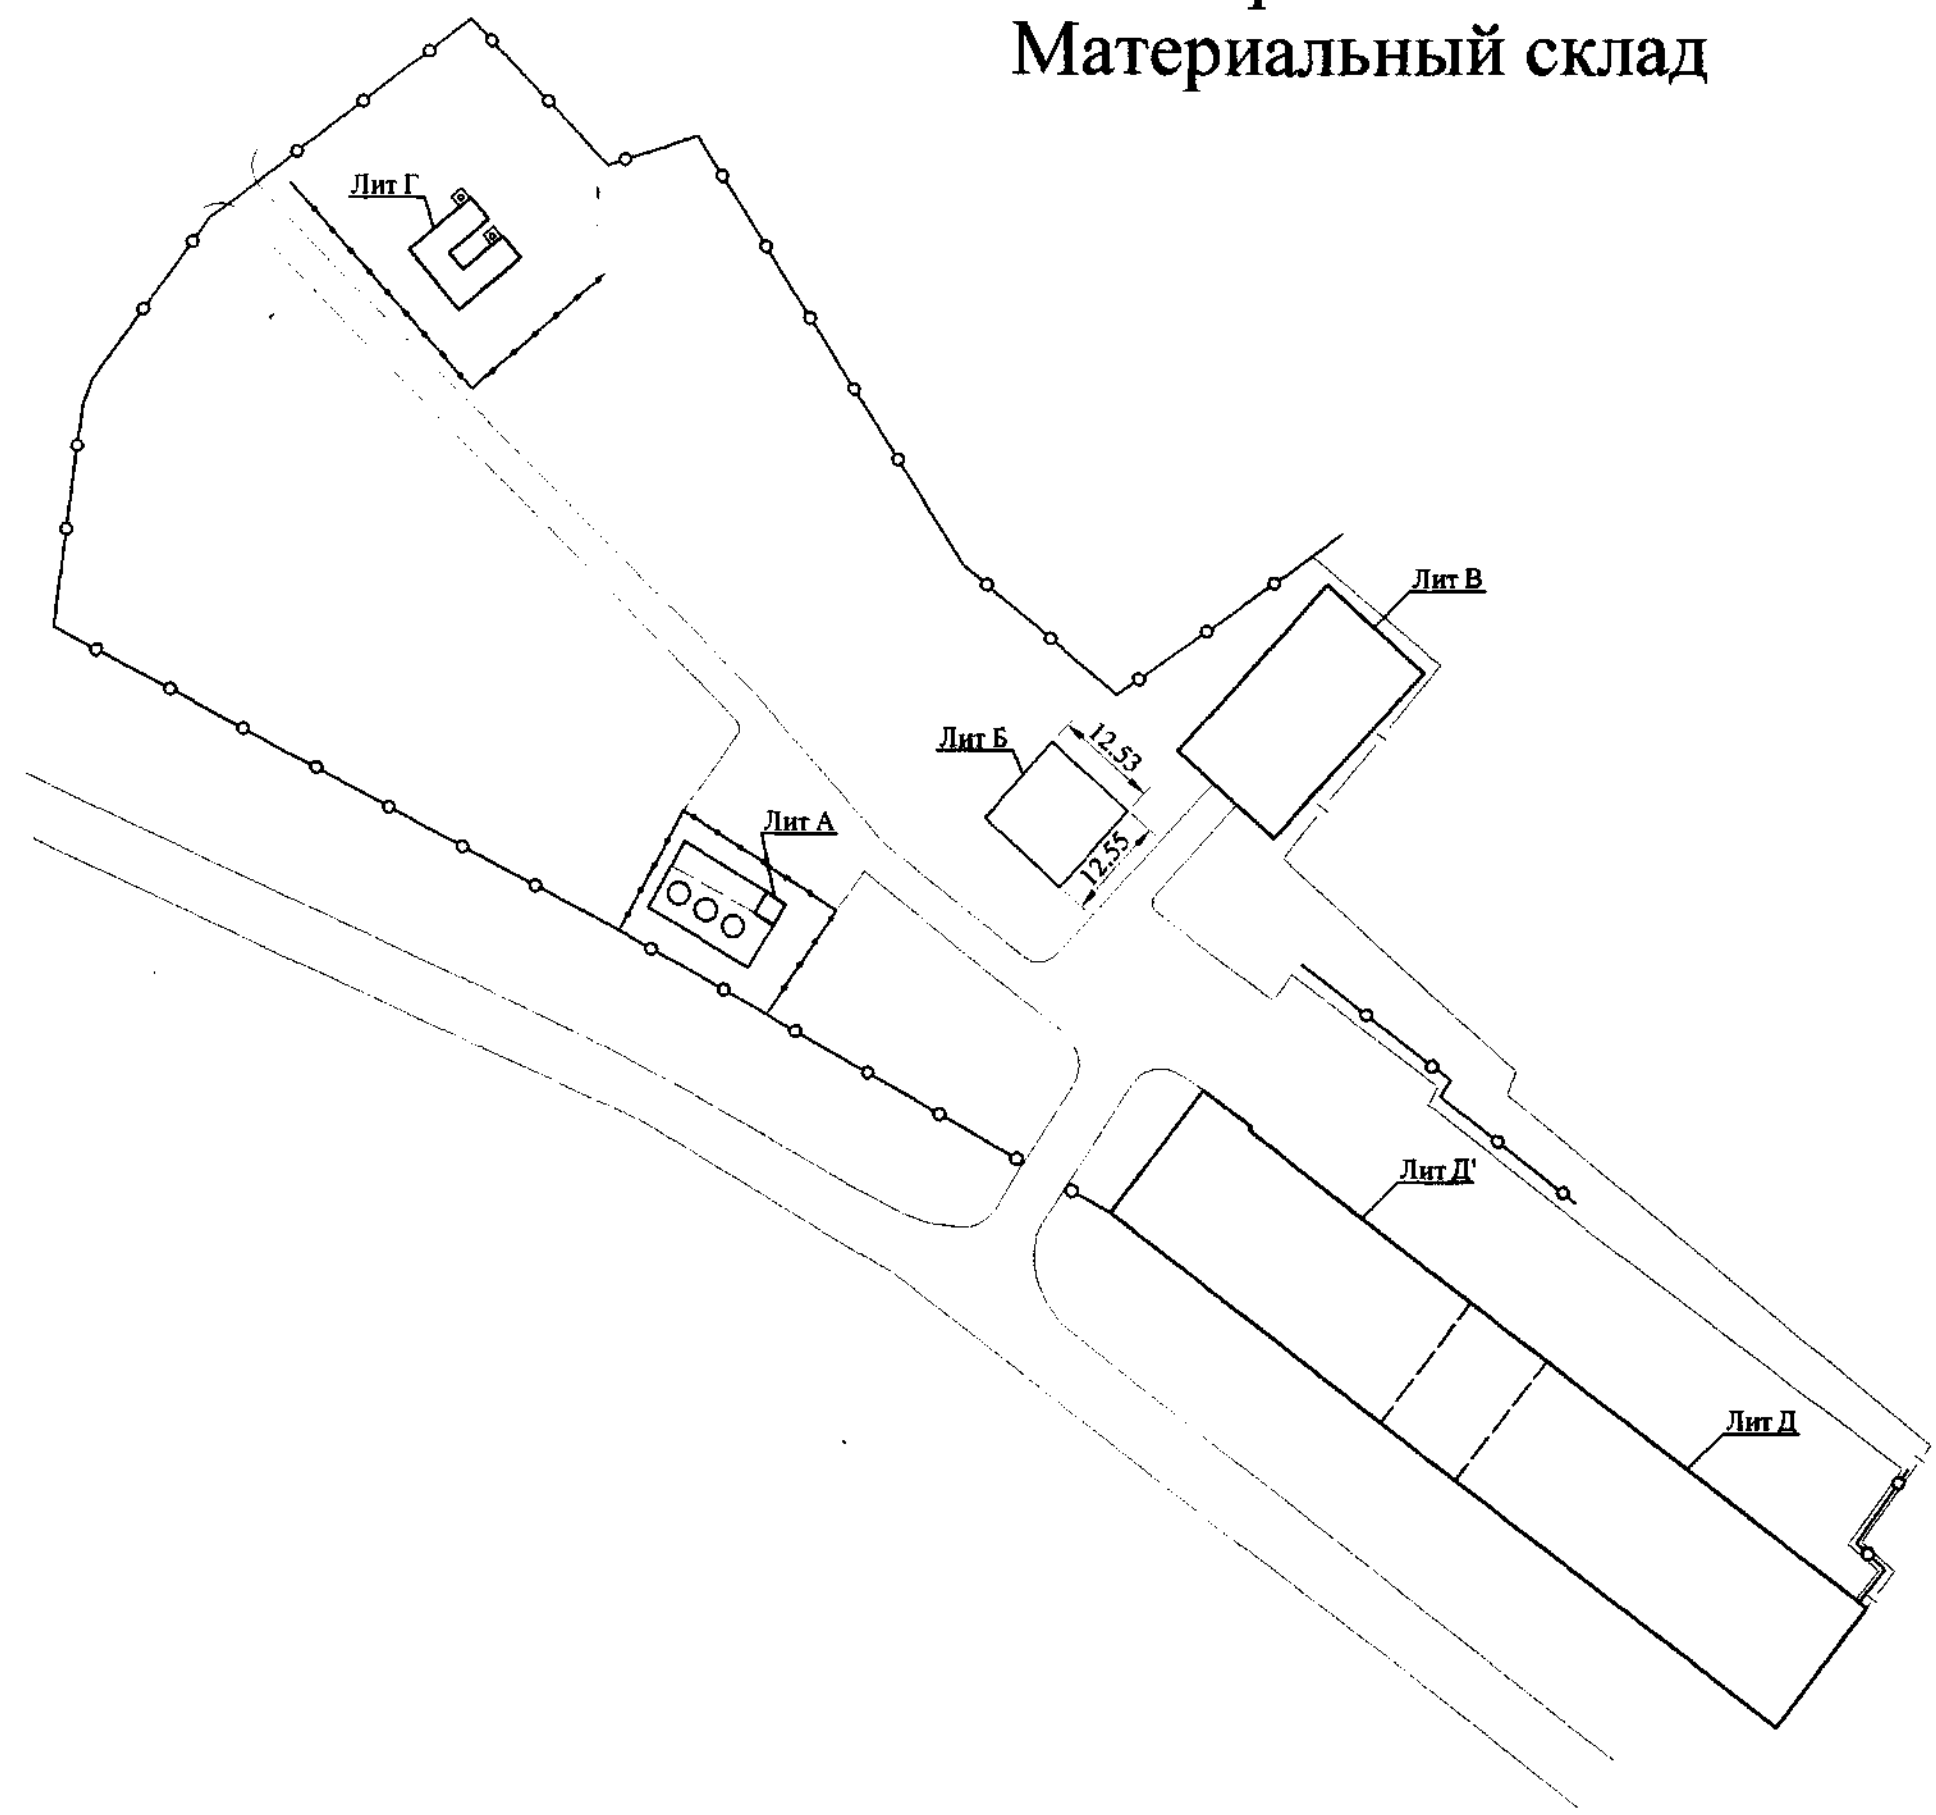 Материальный склад
Лит Г
Лит В
Лит Б
12.53
12.55
Лит А
Лит Д'
Лит Д